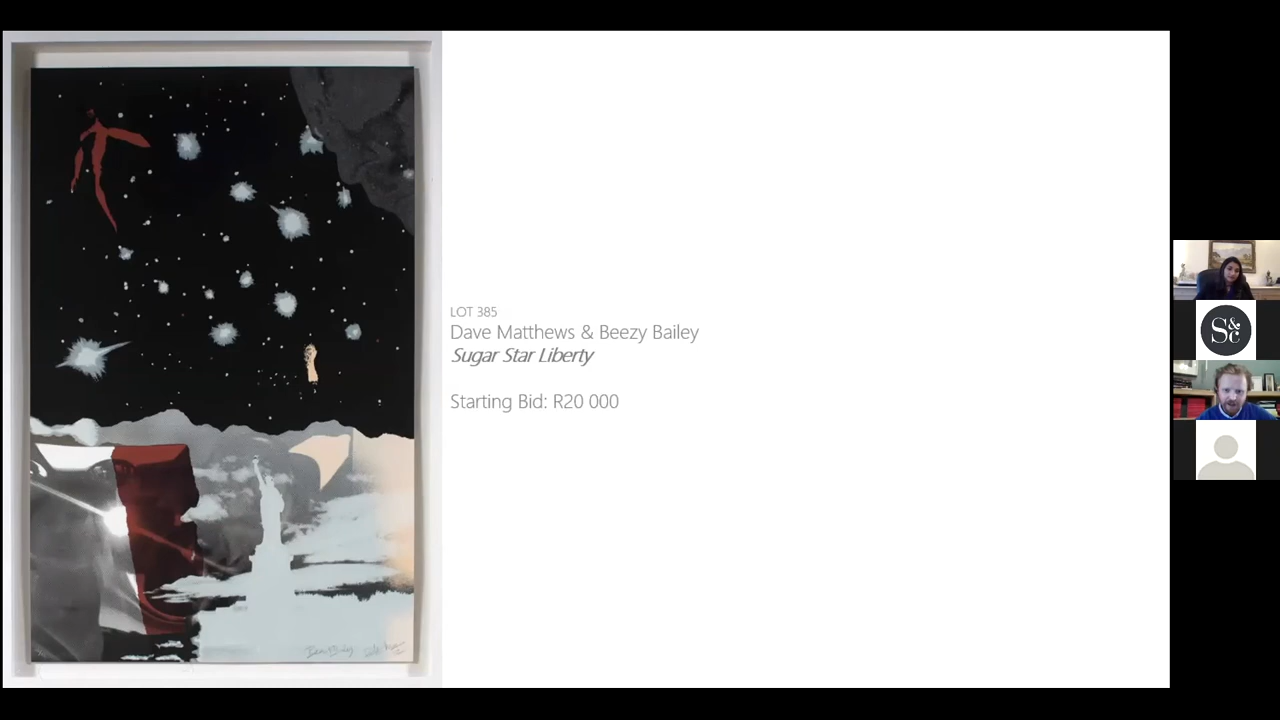 LOT 385
Dave Matthews & Beezy Bailey
Sugar Star Liberty
Starting Bid: R20 000
S&c